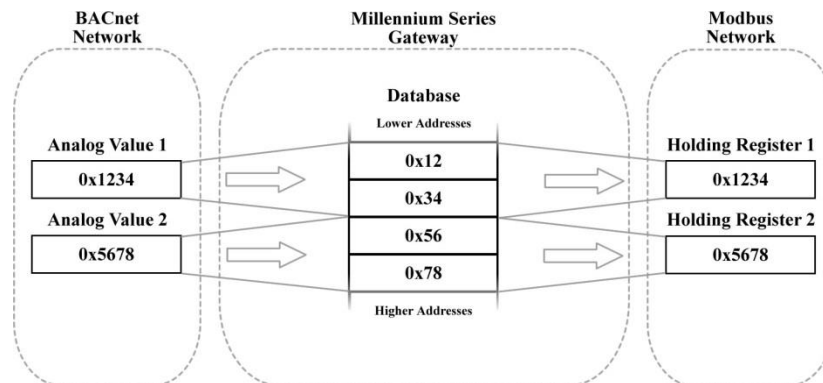 BACnet
Network
Millennium Series
Gateway
Modbus
Network
Database
Lower Addresses
Analog Value 1
0x1234
Analog Value 2
0x5678
0x12
0x34
0x56
0x78
Higher Addresses
Holding Register 1
0x1234
Holding Register 2
0x5678